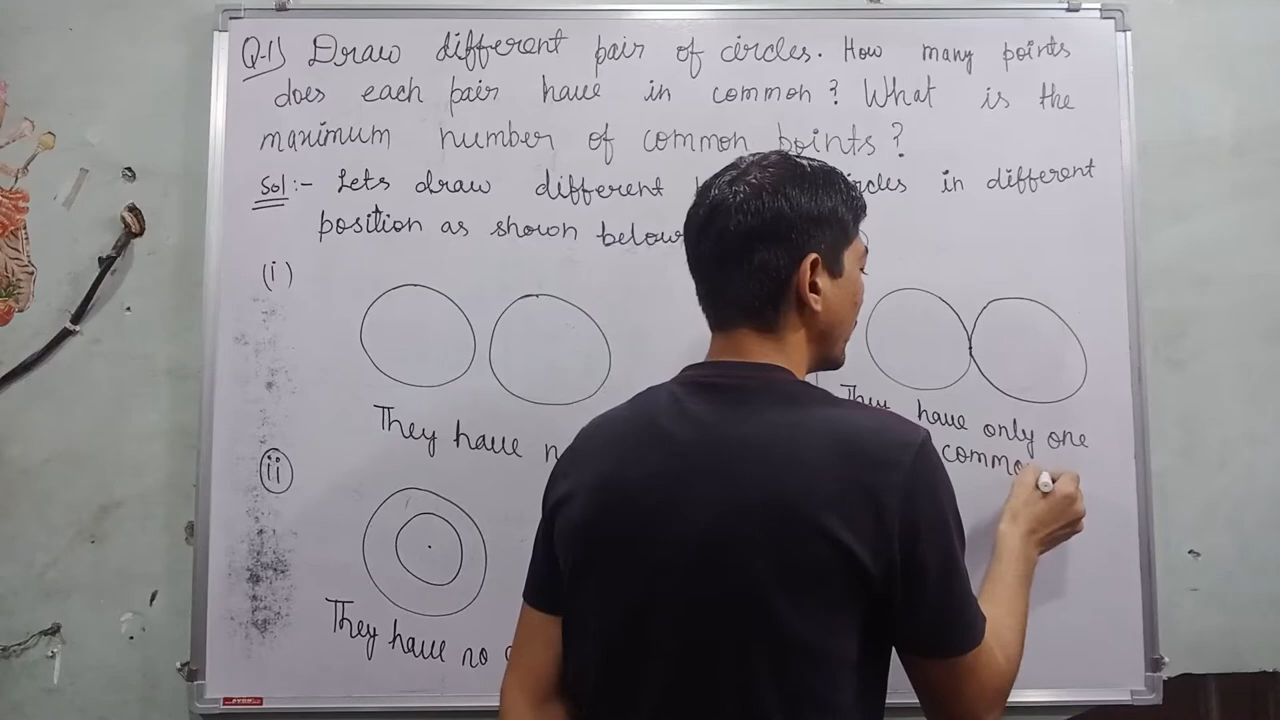 Q-1) Draw different pair of circles. How many points
does each pair have in common? What is the
maximum number of common points?
Sol:- Lets draw different in different
position as shown below
(i)
They have
They have only one
(ii)
They have no